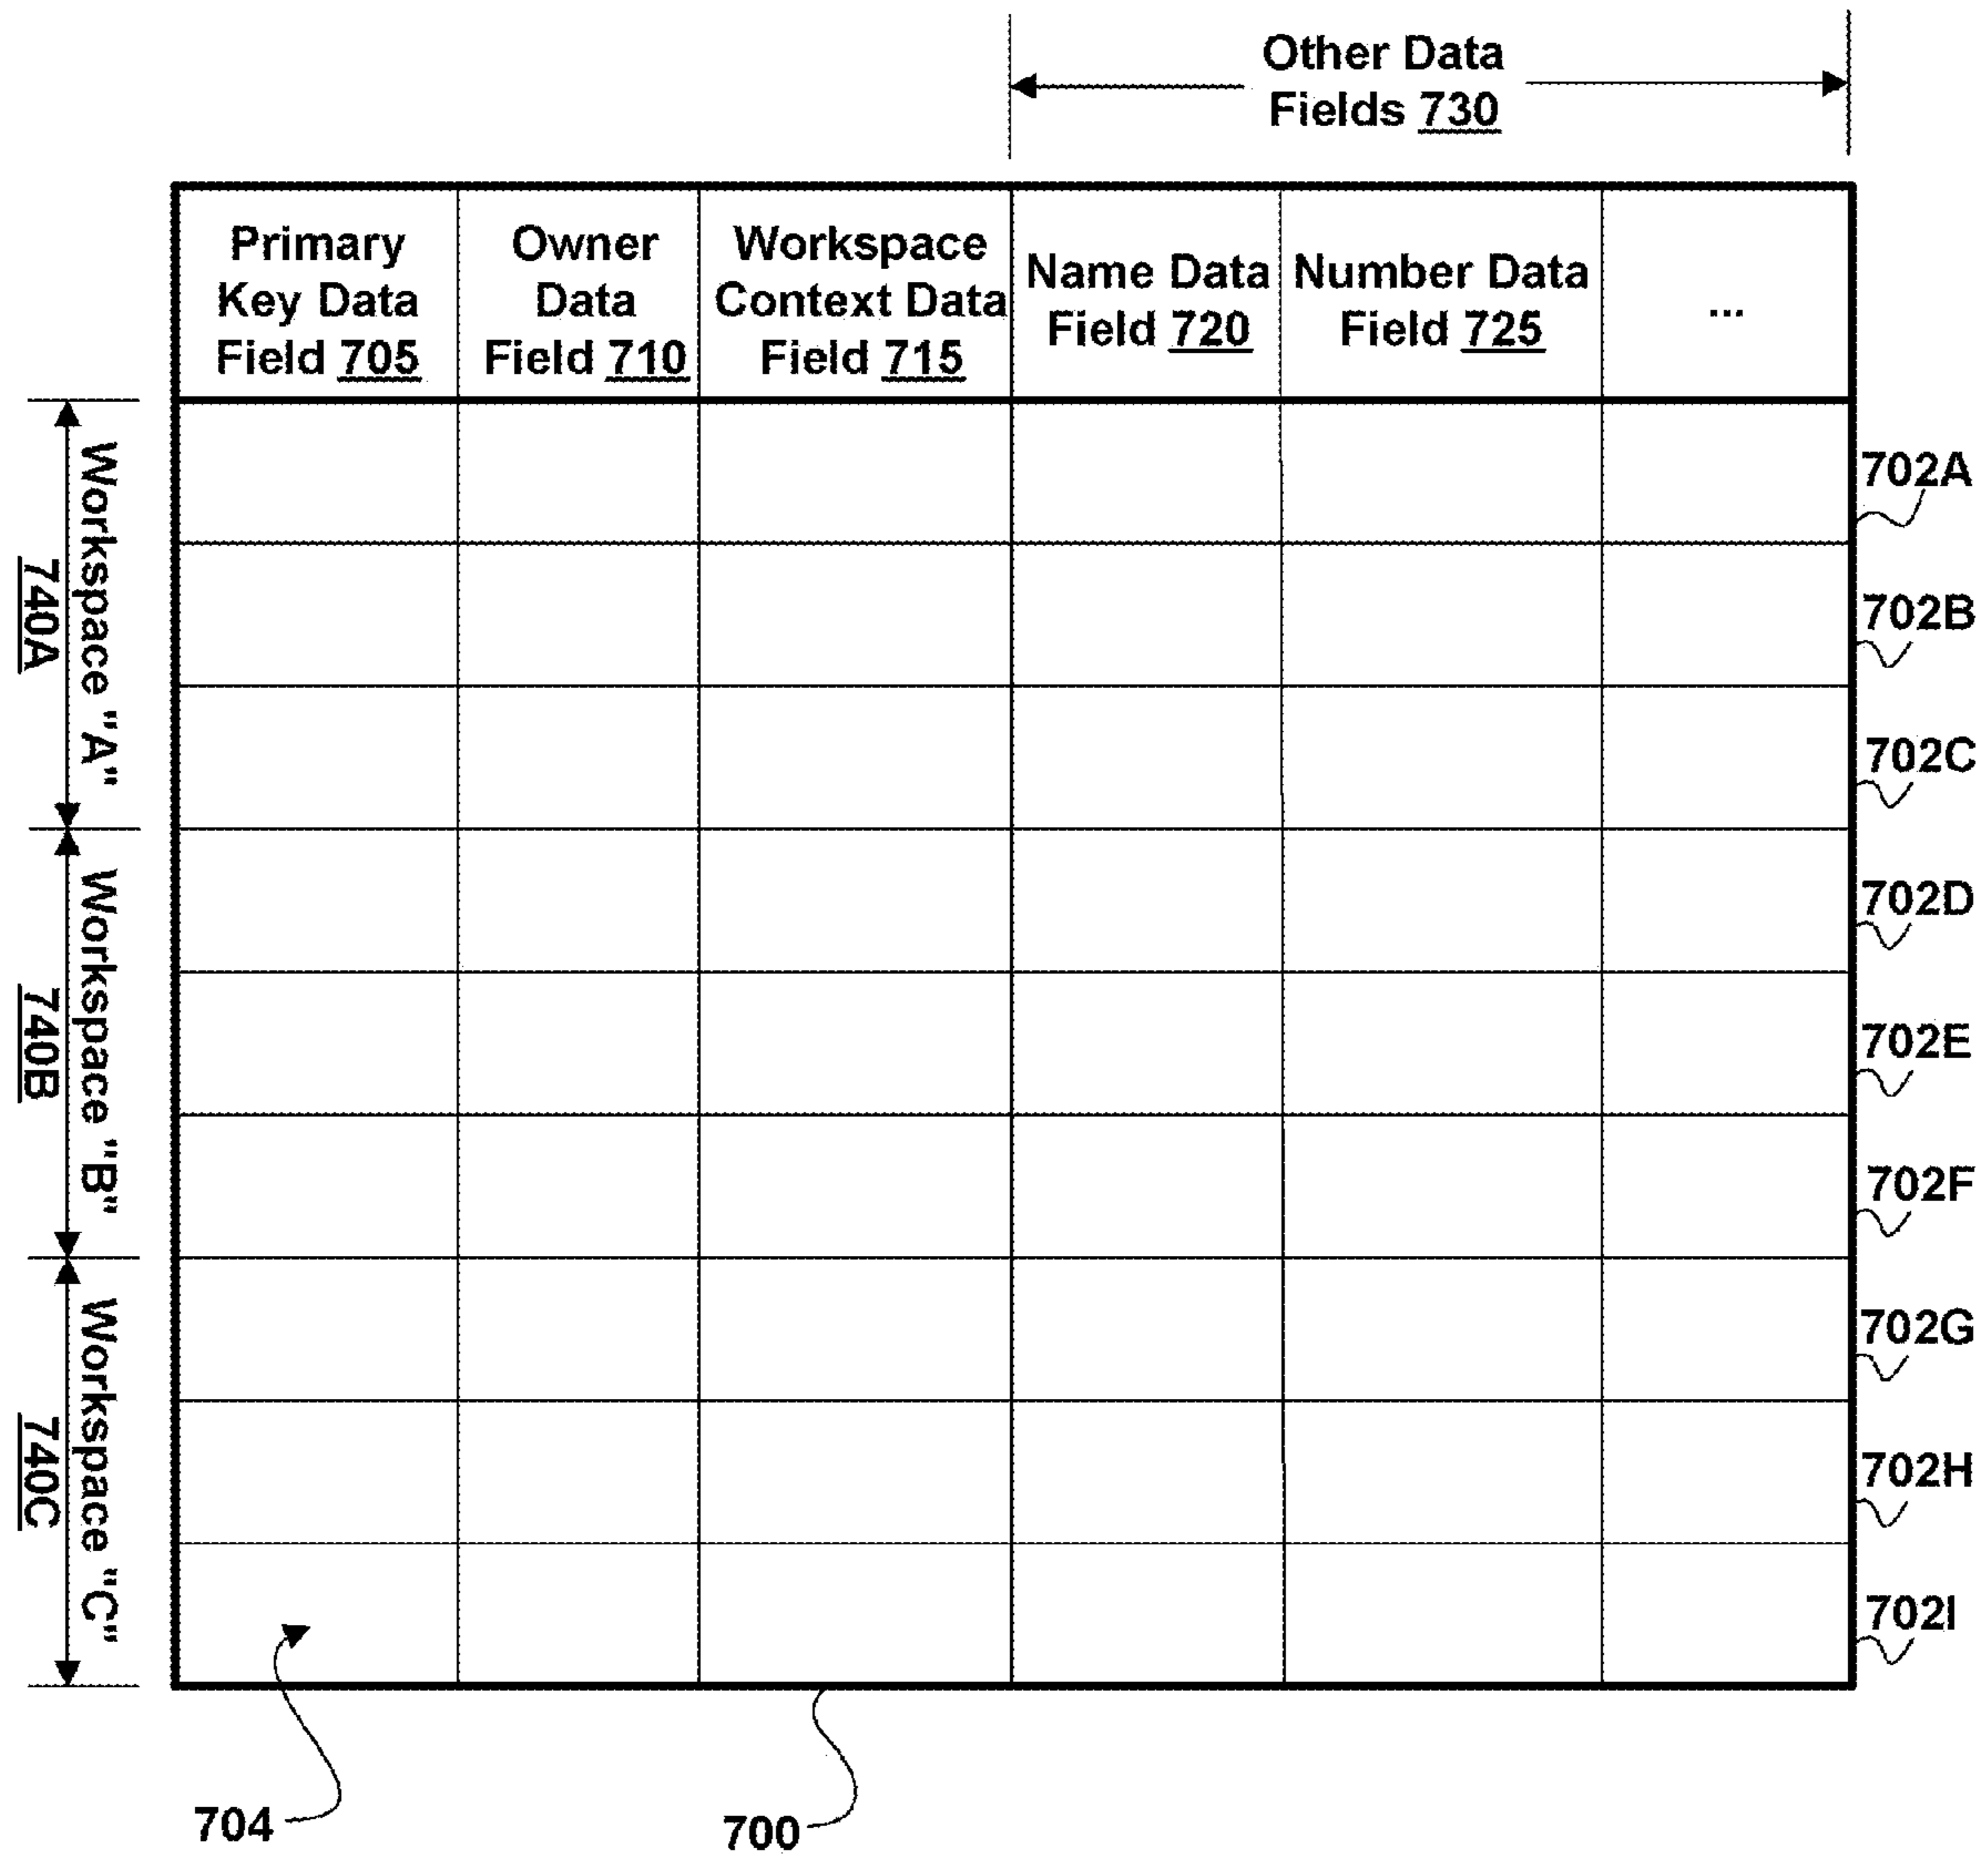 Other Data
Fields 730
Primary
Key Data
Field 705
Owner
Data
Field 710
Workspace
Context Data
Field 715
Name Data
Field 720
Number Data
Field 725
...
Workspace "A"
740A
Workspace "B"
740B
Workspace "C"
740C
702A
702B
702C
702D
702E
702F
702G
702H
702I
704
700